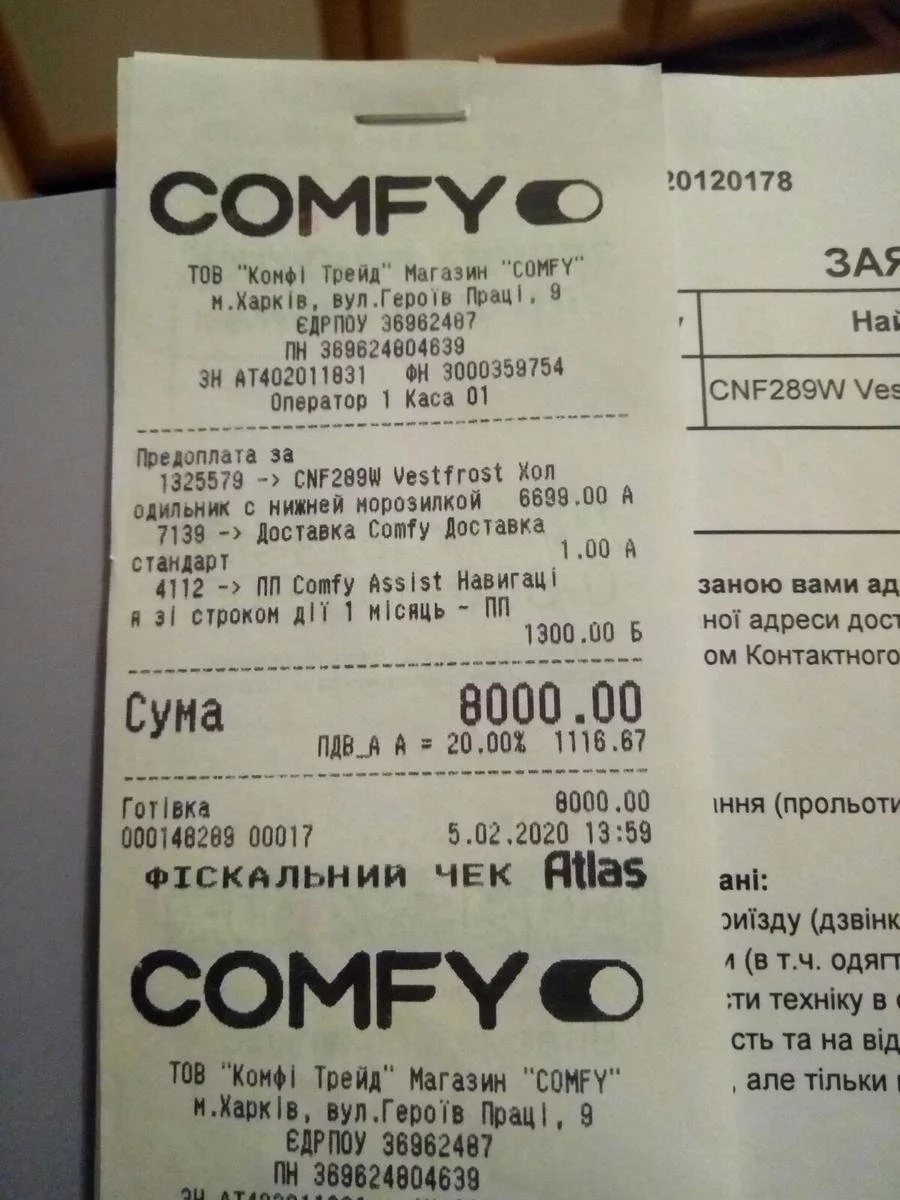 COMFY
ТОВ "Комфі Трейд" Магазин "COMFY"
м.Харків, вул.Героїв Праці, 9
ЄДРПОУ 36962487
ПН 369624804639
ЗН АТ402011831 ФН 3000359754
Оператор 1 Каса 01
Предоплата за
1325579 -> CNF289W Vestfrost Хол
одильник с нижней морозилкой 6699.00 А
7139 -> Доставка Comfy Доставка
стандарт 1.00 А
4112 -> ПП Comfy Assist Навигаці
я зі строком дії 1 місяць - ПП
1300.00 Б
Сума 8000.00
ПДВ_А А = 20.00% 1116.67
Готівка 8000.00
000148289 00017 5.02.2020 13:59
ФІСКАЛЬНИЙ ЧЕК Atlas
COMFY
ТОВ "Комфі Трейд" Магазин "COMFY"
м.Харків, вул.Героїв Праці, 9
ЄДРПОУ 36962487
ПН 369624804639
20120178
ЗАЯ
Най
CNF289W Ves
заною вами ад
ної адреси дост
ом Контактного
ння (прольоти
ані:
риїзду (дзвінк
и (в т.ч. одягт
сти техніку в
сть та на від
, але тільки